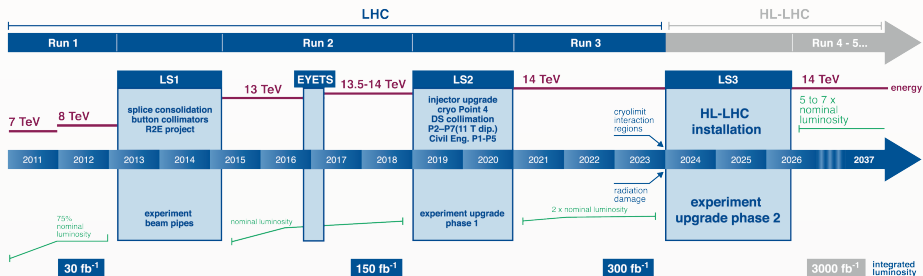 LHC
HL-LHC
Run 1
Run 2
Run 3
Run 4 - 5...
LS1
EYETS
LS2
LS3
7 TeV
8 TeV
13 TeV
13.5-14 TeV
14 TeV
14 TeV
energy
splice consolidation
button collimators
R2E project
injector upgrade
cryo Point 4
DS collimation
P2-P7(11 T dip.)
Civil Eng. P1-P5
cryolimit
interaction
regions
HL-LHC
installation
5 to 7 x
nominal
luminosity
2011 2012 2013 2014 2015 2016 2017 2018 2019 2020 2021 2022 2023 2024 2025 2026 2037
radiation
damage
75%
nominal
luminosity
experiment
beam pipes
nominal luminosity
experiment upgrade
phase 1
2 x nominal luminosity
experiment
upgrade phase 2
30 fb⁻¹
150 fb⁻¹
300 fb⁻¹
3000 fb⁻¹
integrated
luminosity